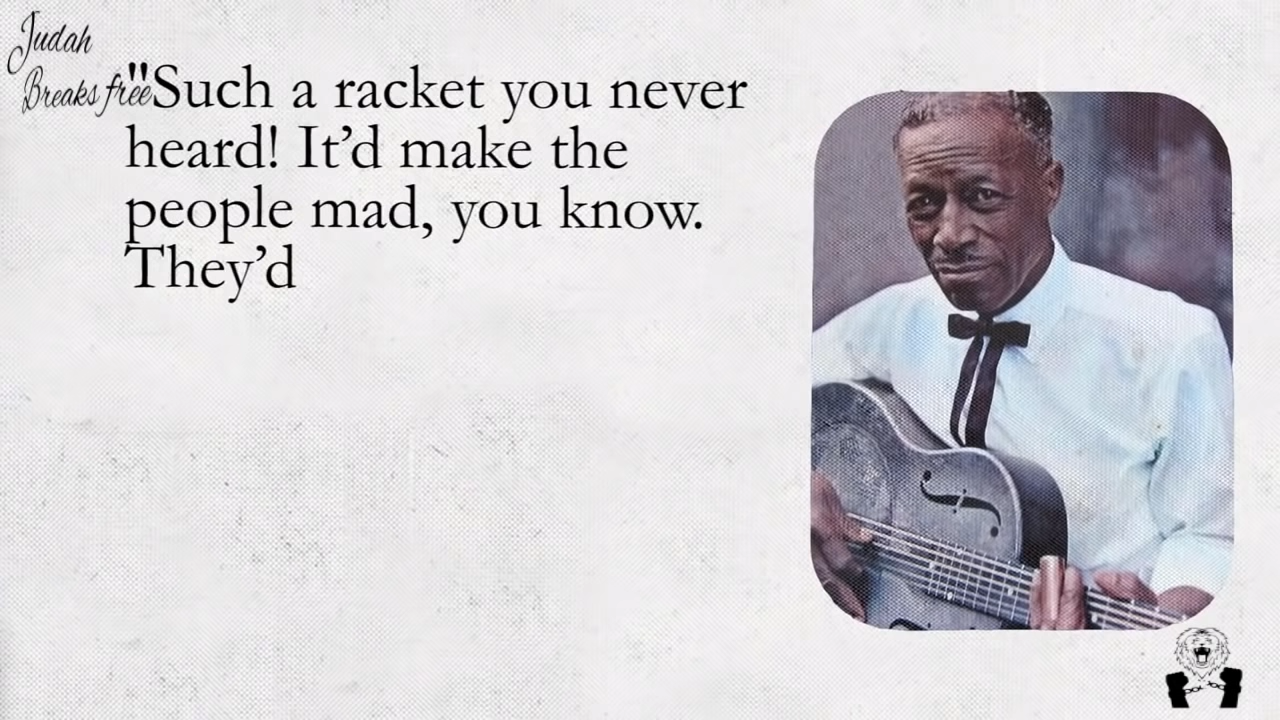 Judah
Breaks free
"Such a racket you never
heard! It’d make the
people mad, you know.
They’d